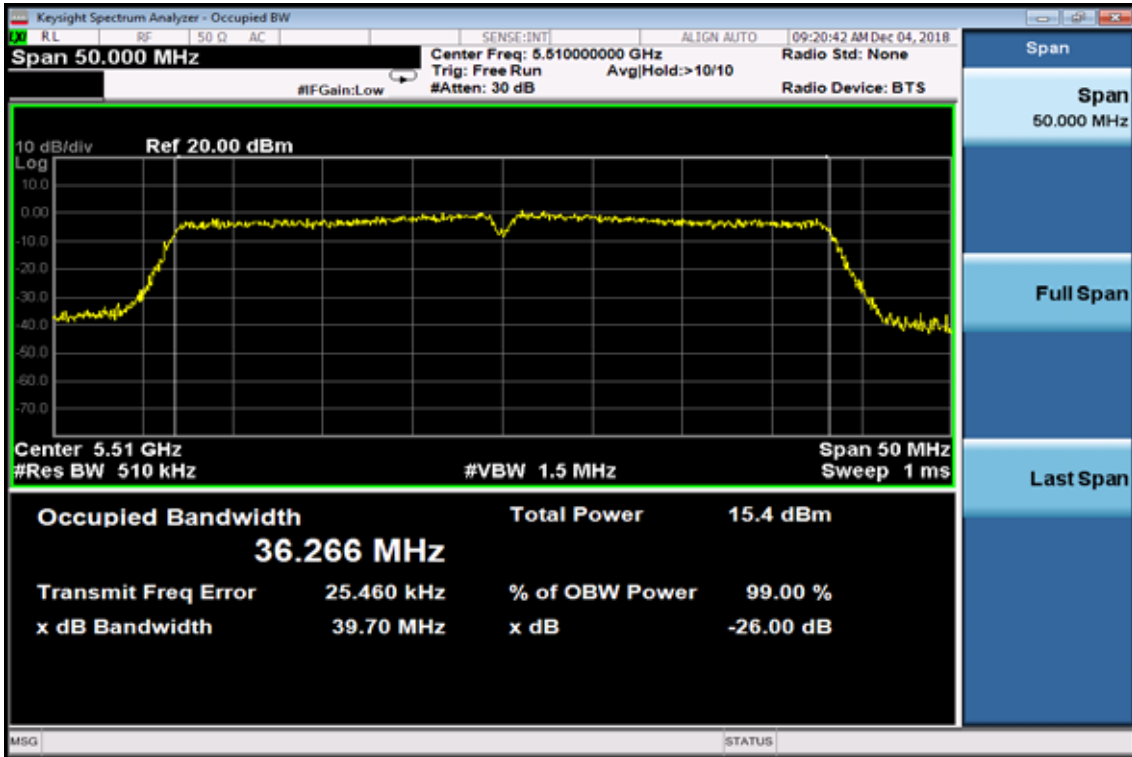 Keysight Spectrum Analyzer - Occupied BW
LXI RL RF 50 Ω AC SENSE:INT ALIGN AUTO 09:20:42 AM Dec 04, 2018
Span 50.000 MHz
Center Freq: 5.510000000 GHz Radio Std: None
Trig: Free Run Avg|Hold:>10/10
#IFGain:Low #Atten: 30 dB Radio Device: BTS
10 dB/div Ref 20.00 dBm
Log
10.0
0.00
-10.0
-20.0
-30.0
-40.0
-50.0
-60.0
-70.0
Center 5.51 GHz Span 50 MHz
#Res BW 510 kHz #VBW 1.5 MHz Sweep 1 ms
Occupied Bandwidth Total Power 15.4 dBm
36.266 MHz
Transmit Freq Error 25.460 kHz % of OBW Power 99.00 %
x dB Bandwidth 39.70 MHz x dB -26.00 dB
MSG STATUS
Span
Span
50.000 MHz
Full Span
Last Span